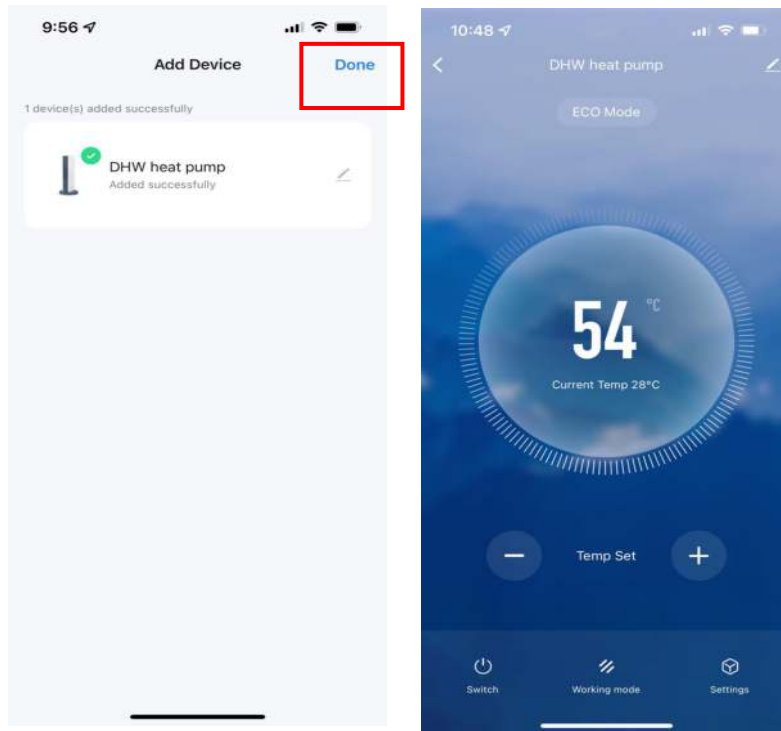 9:56
Add Device
Done
1 device(s) added successfully
DHW heat pump
Added successfully
10:48
DHW heat pump
ECO Mode
54 °C
Current Temp 28°C
Temp Set
Switch
Working mode
Settings